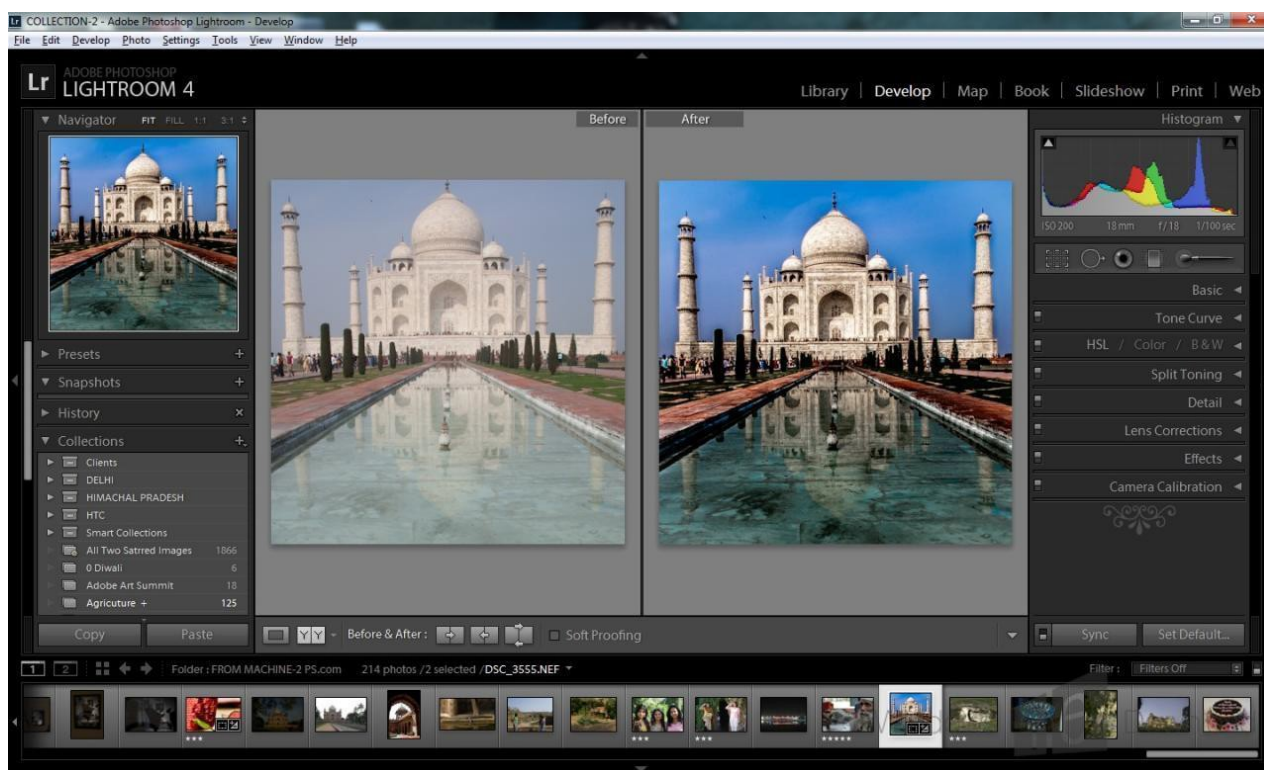 COLLECTION-2 - Adobe Photoshop Lightroom - Develop
File Edit Develop Photo Settings Tools View Window Help
Lr ADOBE PHOTOSHOP
LIGHTROOM 4
Library | Develop | Map | Book | Slideshow | Print | Web
Navigator FIT FILL 1:1 3:1
Before After
Histogram
ISO 200 18 mm f / 18 1/100 sec
Basic
Tone Curve
HSL / Color / B & W
Split Toning
Detail
Lens Corrections
Effects
Camera Calibration
Presets +
Snapshots +
History ×
Collections +
Clients
DELHI
HIMACHAL PRADESH
HTC
Smart Collections
All Two Satrred Images 1866
0 Diwali 6
Adobe Art Summit 18
Agricuture + 125
Copy Paste
Y Y Before & After : Soft Proofing
Sync Set Default...
1 2 Folder : FROM MACHINE-2 PS.com 214 photos /2 selected /DSC_3555.NEF Filter : Filters Off